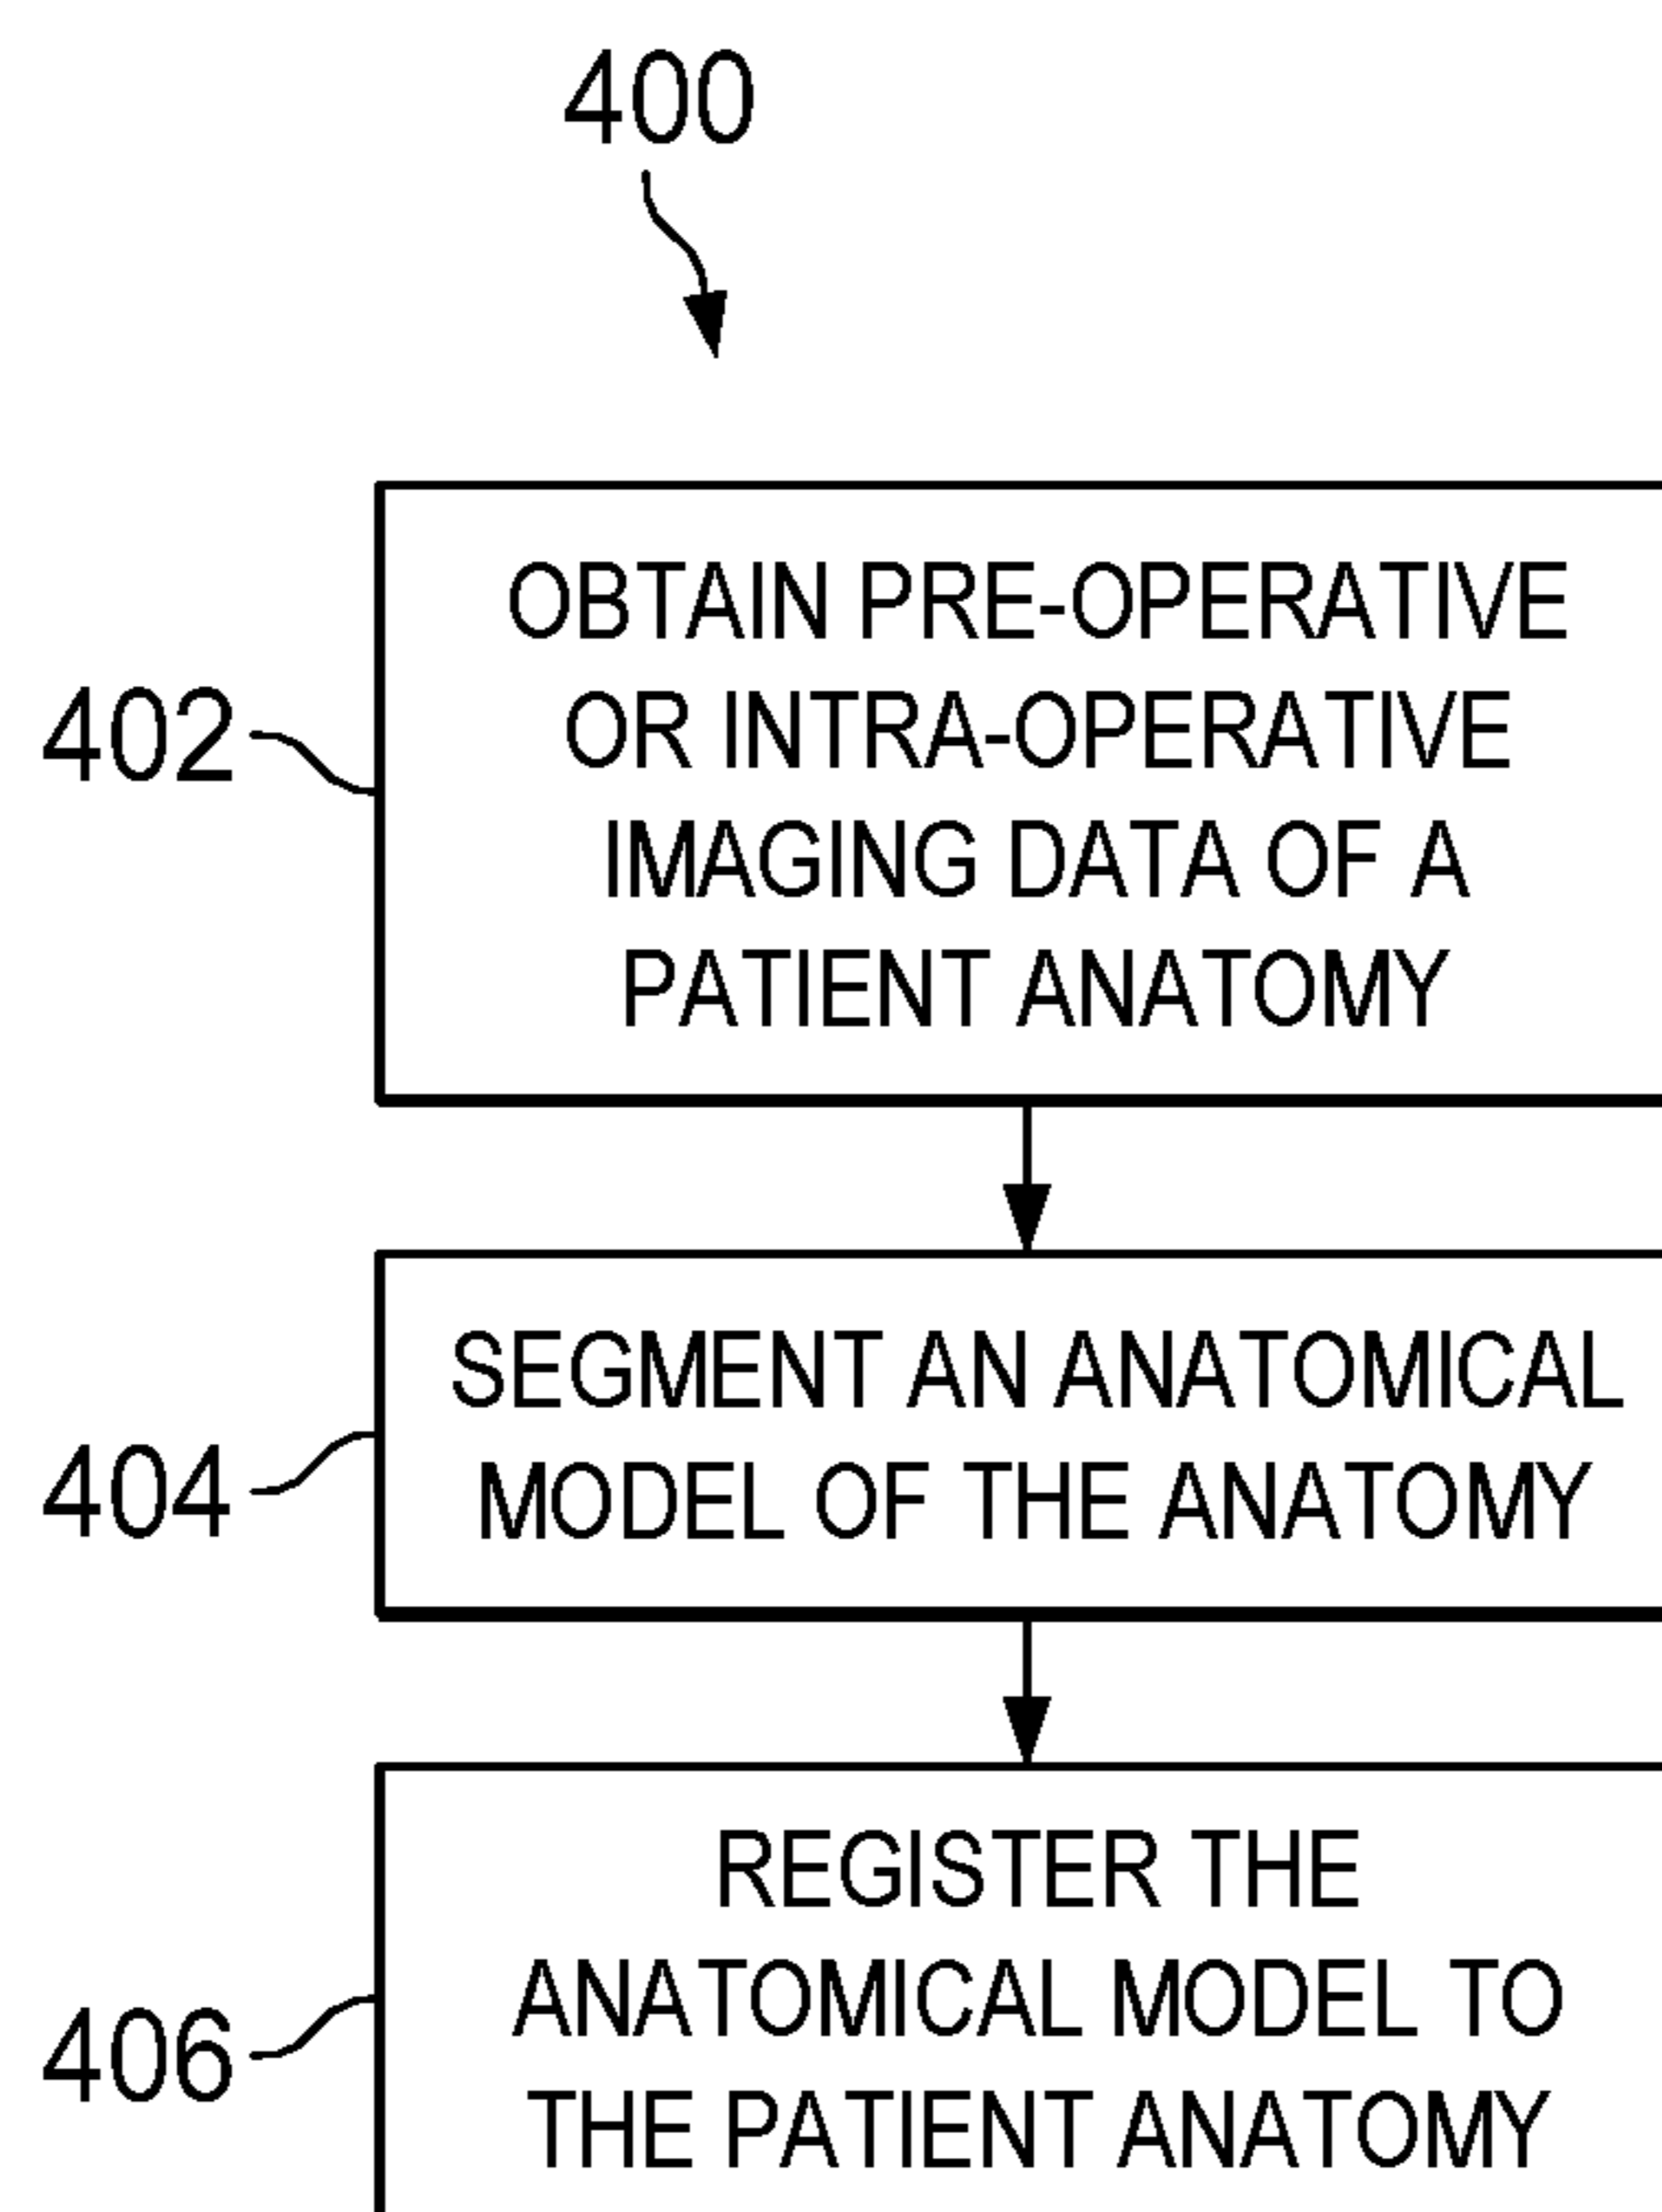 400
402
OBTAIN PRE-OPERATIVE
OR INTRA-OPERATIVE
IMAGING DATA OF A
PATIENT ANATOMY
404
SEGMENT AN ANATOMICAL
MODEL OF THE ANATOMY
406
REGISTER THE
ANATOMICAL MODEL TO
THE PATIENT ANATOMY